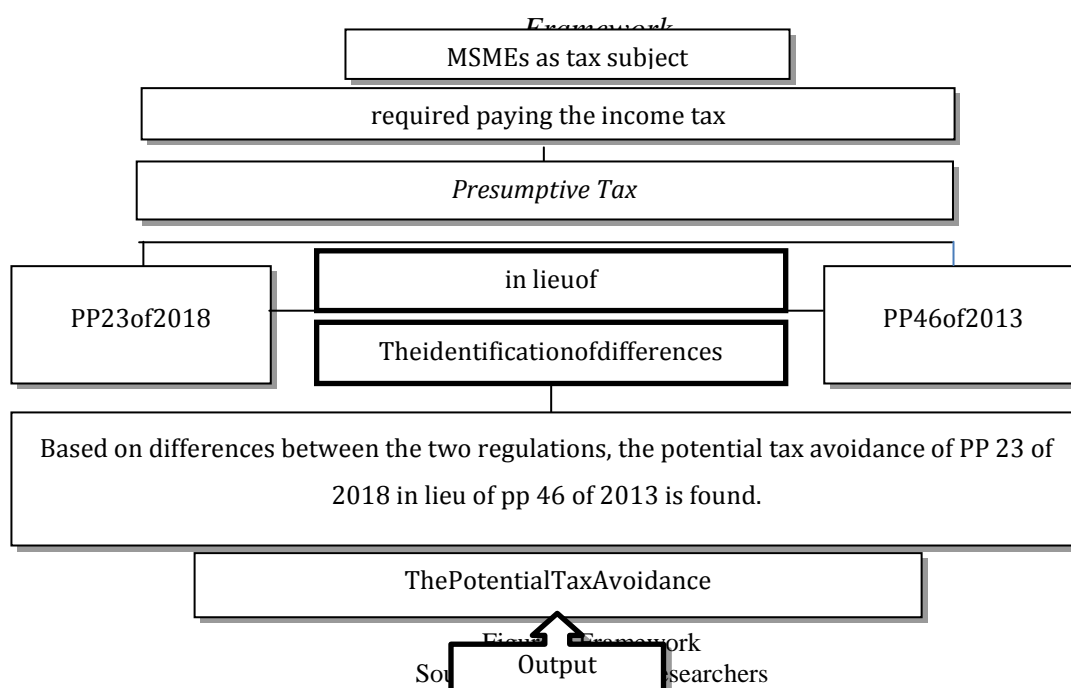 Framework
MSMEs as tax subject
required paying the income tax
Presumptive Tax
in lieuof
PP23of2018
PP46of2013
Theidentificationofdifferences
Based on differences between the two regulations, the potential tax avoidance of PP 23 of
2018 in lieu of pp 46 of 2013 is found.
ThePotentialTaxAvoidance
Framework
Output